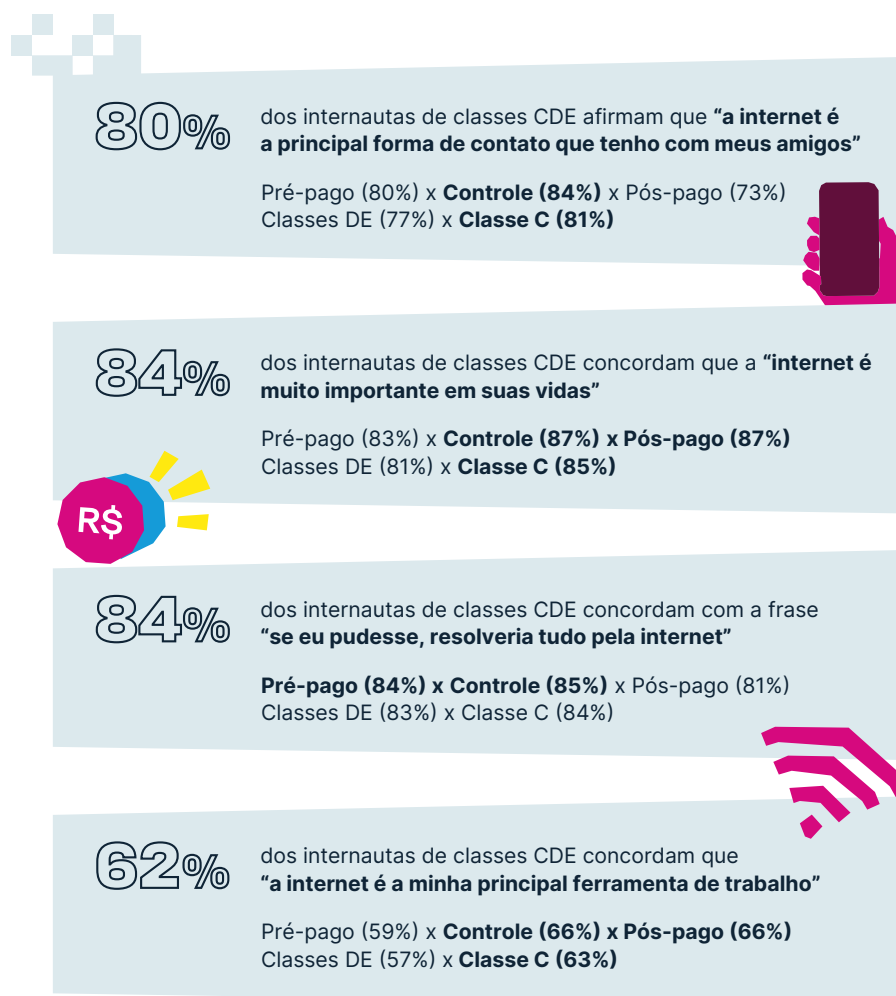 80%
dos internautas de classes CDE afirmam que “a internet é
a principal forma de contato que tenho com meus amigos”
Pré-pago (80%) x Controle (84%) x Pós-pago (73%)
Classes DE (77%) x Classe C (81%)
84%
dos internautas de classes CDE concordam que a “internet é
muito importante em suas vidas”
Pré-pago (83%) x Controle (87%) x Pós-pago (87%)
Classes DE (81%) x Classe C (85%)
R$
84%
dos internautas de classes CDE concordam com a frase
“se eu pudesse, resolveria tudo pela internet”
Pré-pago (84%) x Controle (85%) x Pós-pago (81%)
Classes DE (83%) x Classe C (84%)
62%
dos internautas de classes CDE concordam que
“a internet é a minha principal ferramenta de trabalho”
Pré-pago (59%) x Controle (66%) x Pós-pago (66%)
Classes DE (57%) x Classe C (63%)